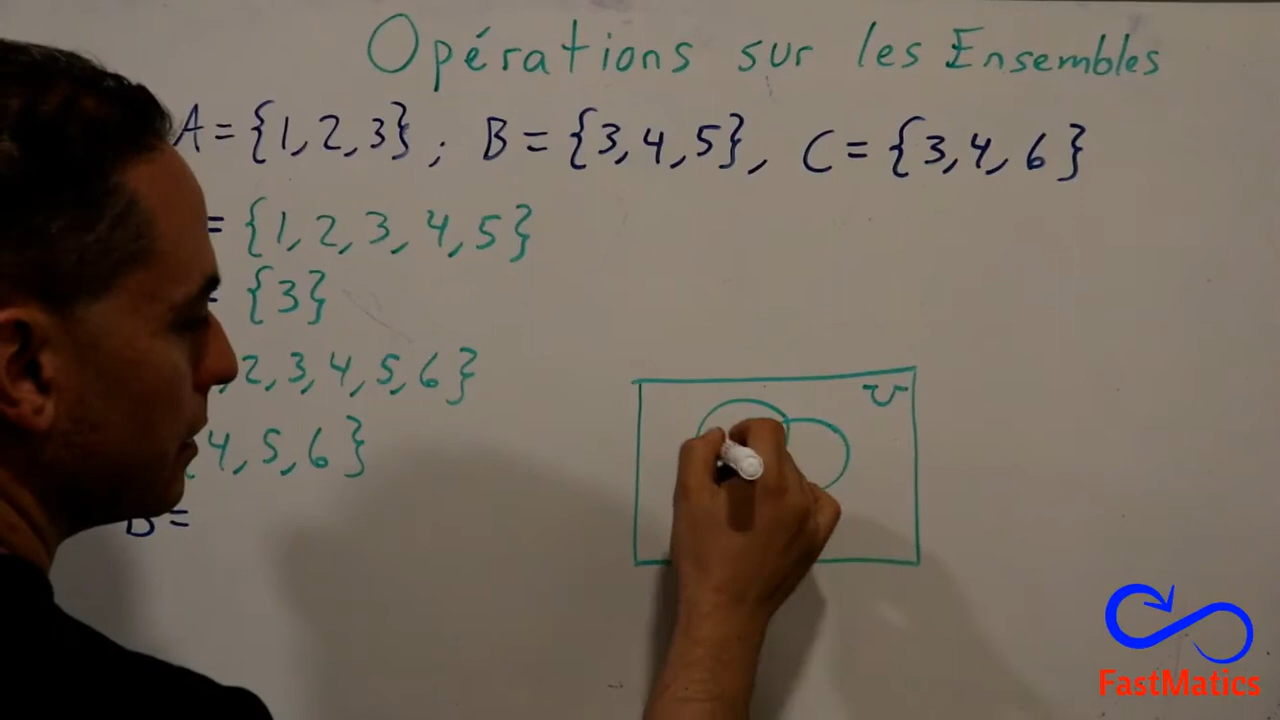 Opérations sur les Ensembles
A = {1, 2, 3} ; B = {3, 4, 5}, C = {3, 4, 6}
= {1, 2, 3, 4, 5}
= {3}
, 2, 3, 4, 5, 6}
{4, 5, 6}
B =
U
FastMatics